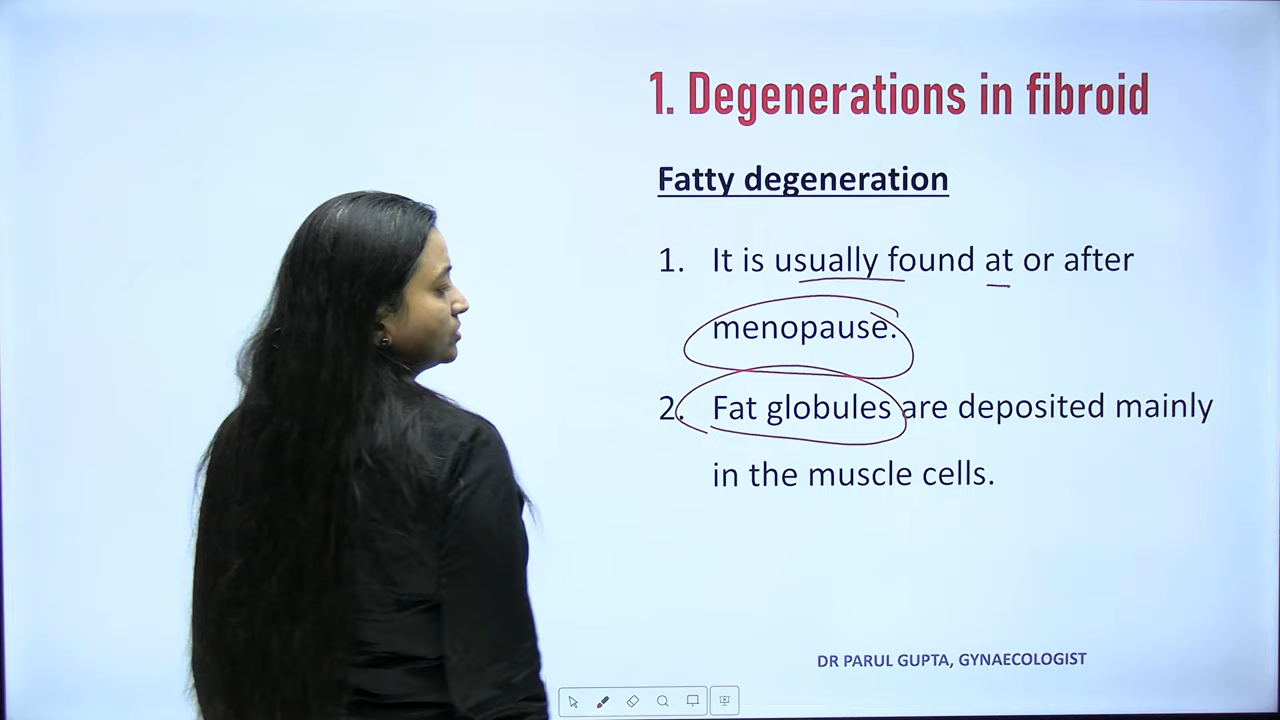 1. Degenerations in fibroid
Fatty degeneration
1. It is usually found at or after
menopause.
2. Fat globules are deposited mainly
in the muscle cells.
DR PARUL GUPTA, GYNAECOLOGIST